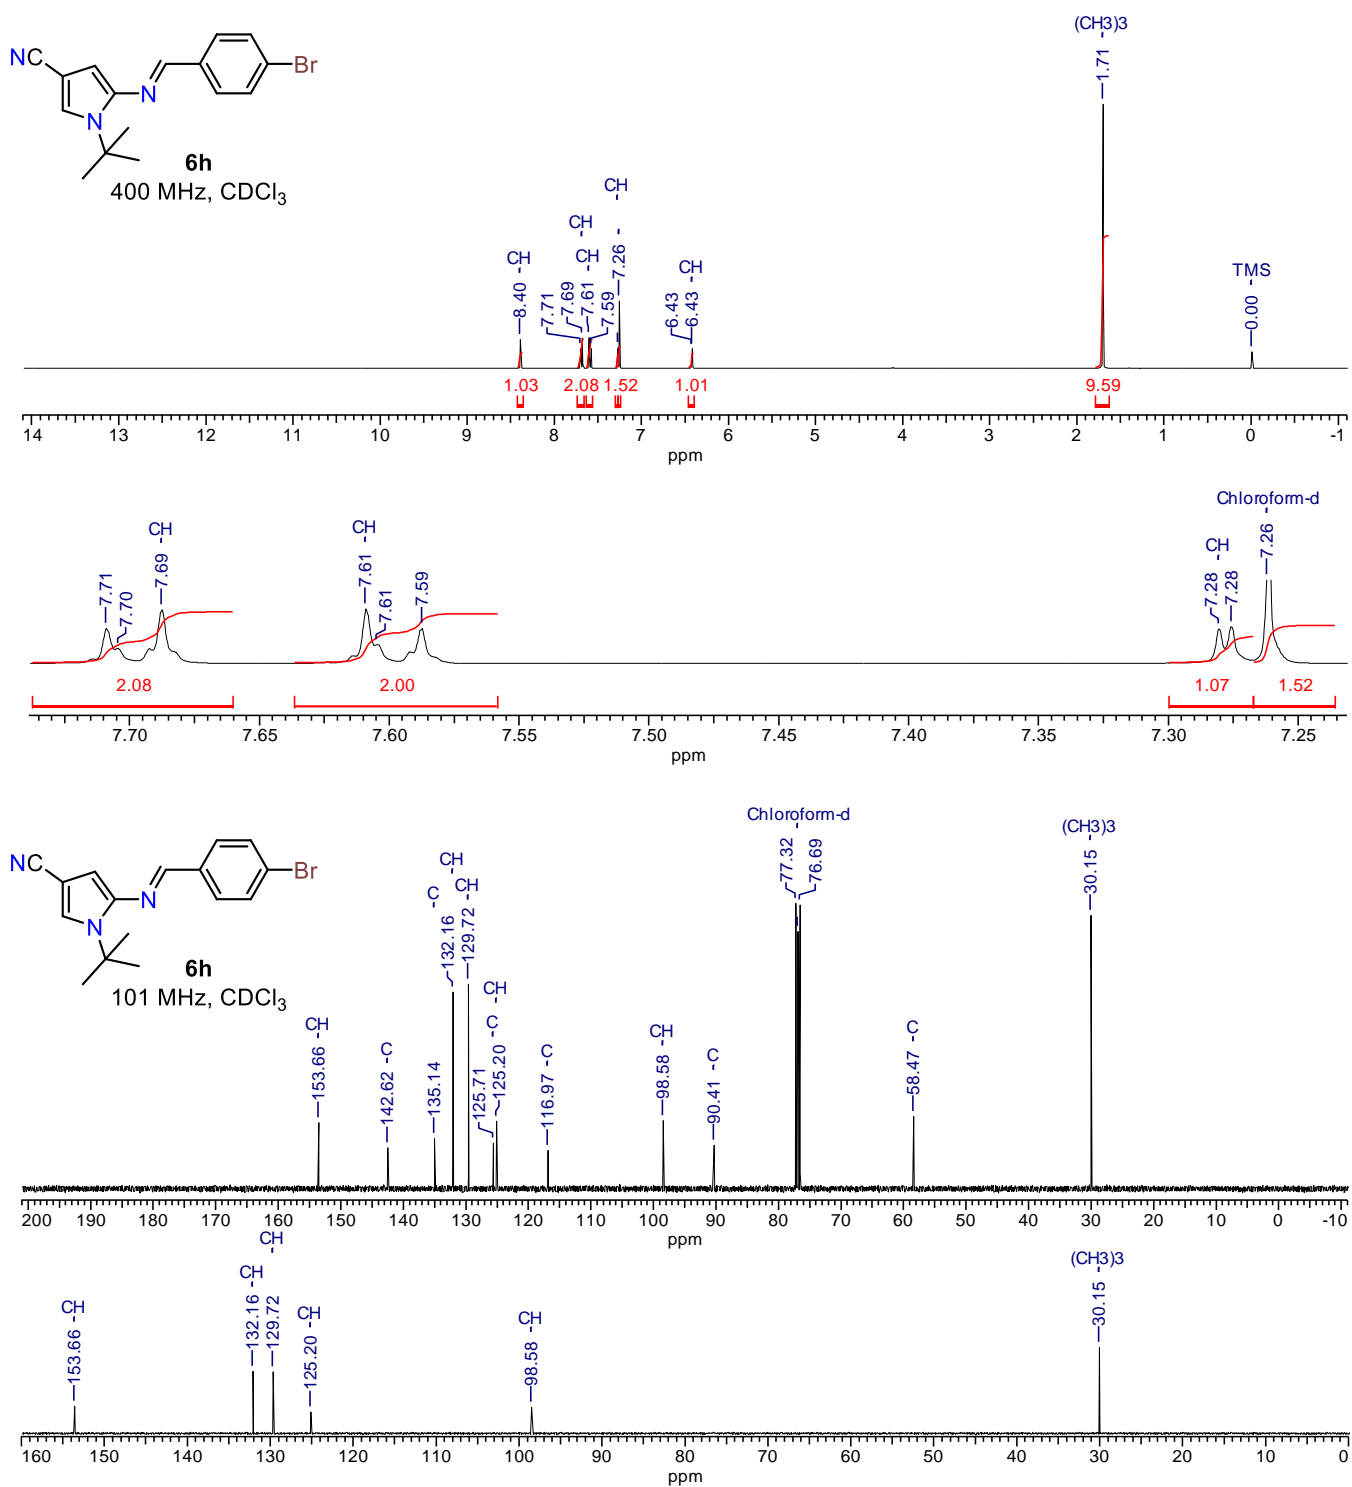 (CH3)3
1.71
NC
Br
N
N
6h
400 MHz, CDCl3
CH
CH
CH
CH
CH
8.40
7.71
7.69
7.61
7.59
7.26
6.43
6.43
TMS
0.00
1.03
2.08
1.52
1.01
9.59
14 13 12 11 10 9 8 7 6 5 4 3 2 1 0 -1
ppm
CH
CH
CH
Chloroform-d
7.71
7.70
7.69
7.61
7.61
7.59
7.28
7.28
7.26
2.08
2.00
1.07
1.52
7.70 7.65 7.60 7.55 7.50 7.45 7.40 7.35 7.30 7.25
ppm
NC
Br
N
N
6h
101 MHz, CDCl3
Chloroform-d
(CH3)3
77.32
76.69
30.15
CH
C
CH
CH
C
CH
C
C
CH
C
C
153.66
142.62
135.14
132.16
129.72
125.71
125.20
116.97
98.58
90.41
58.47
200 190 180 170 160 150 140 130 120 110 100 90 80 70 60 50 40 30 20 10 0 -10
ppm
CH
CH
CH
CH
CH
(CH3)3
153.66
132.16
129.72
125.20
98.58
30.15
160 150 140 130 120 110 100 90 80 70 60 50 40 30 20 10 0
ppm